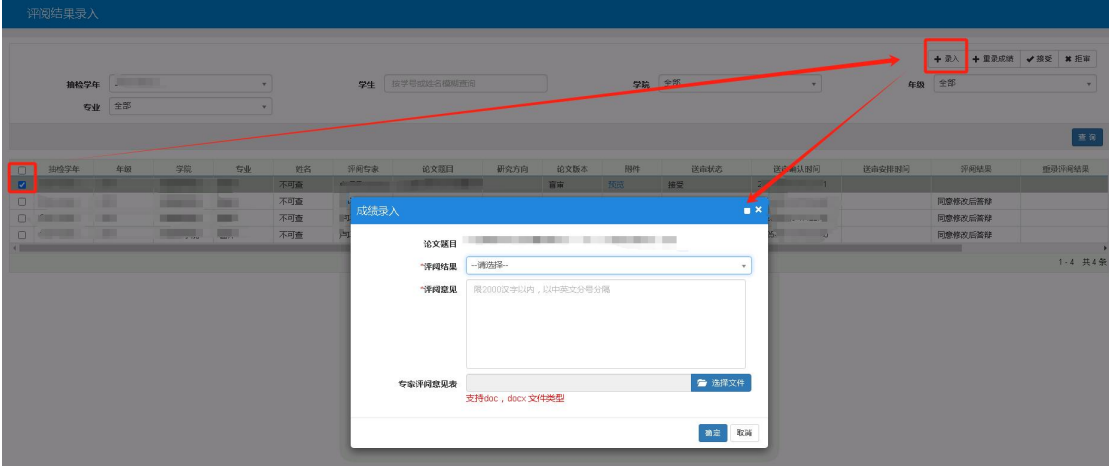 评阅结果录入
录入 重录成绩 接受 拒审
抽检学年 学生 按学号或姓名模糊查询 学院 全部 年级 全部
专业 全部
查询
抽检学年 年级 学院 专业 姓名 评阅专家 论文题目 研究方向 论文版本 附件 送审状态 送审确认时间 送审安排时间 评阅结果 重录评阅结果
不可查 盲审 预览 接受
不可查 同意修改后答辩
不可查 同意修改后答辩
不可查 同意修改后答辩
1 - 4 共4条
成绩录入
论文题目
*评阅结果 --请选择--
*评阅意见 限2000汉字以内，以中英文分号分隔
专家评阅意见表 选择文件
支持doc，docx文件类型
确定 取消